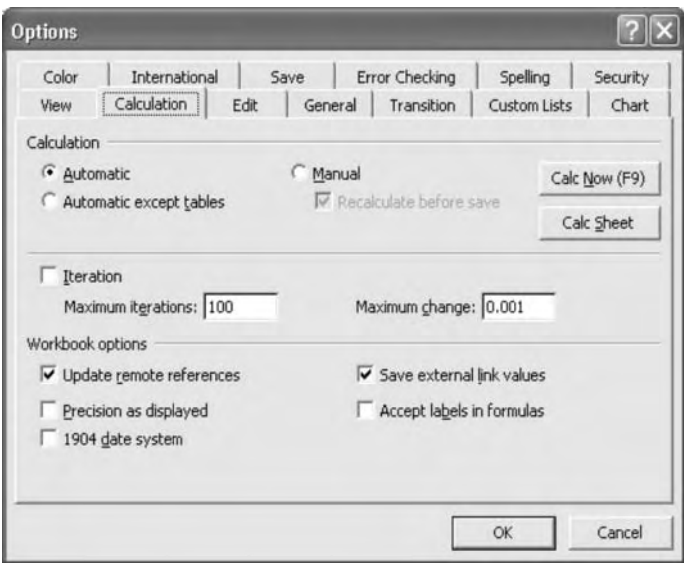 Options
Color International Save Error Checking Spelling Security
View Calculation Edit General Transition Custom Lists Chart
Calculation
Automatic Manual Calc Now (F9)
Automatic except tables Recalculate before save
Calc Sheet
Iteration
Maximum iterations: 100 Maximum change: 0.001
Workbook options
Update remote references Save external link values
Precision as displayed Accept labels in formulas
1904 date system
OK Cancel